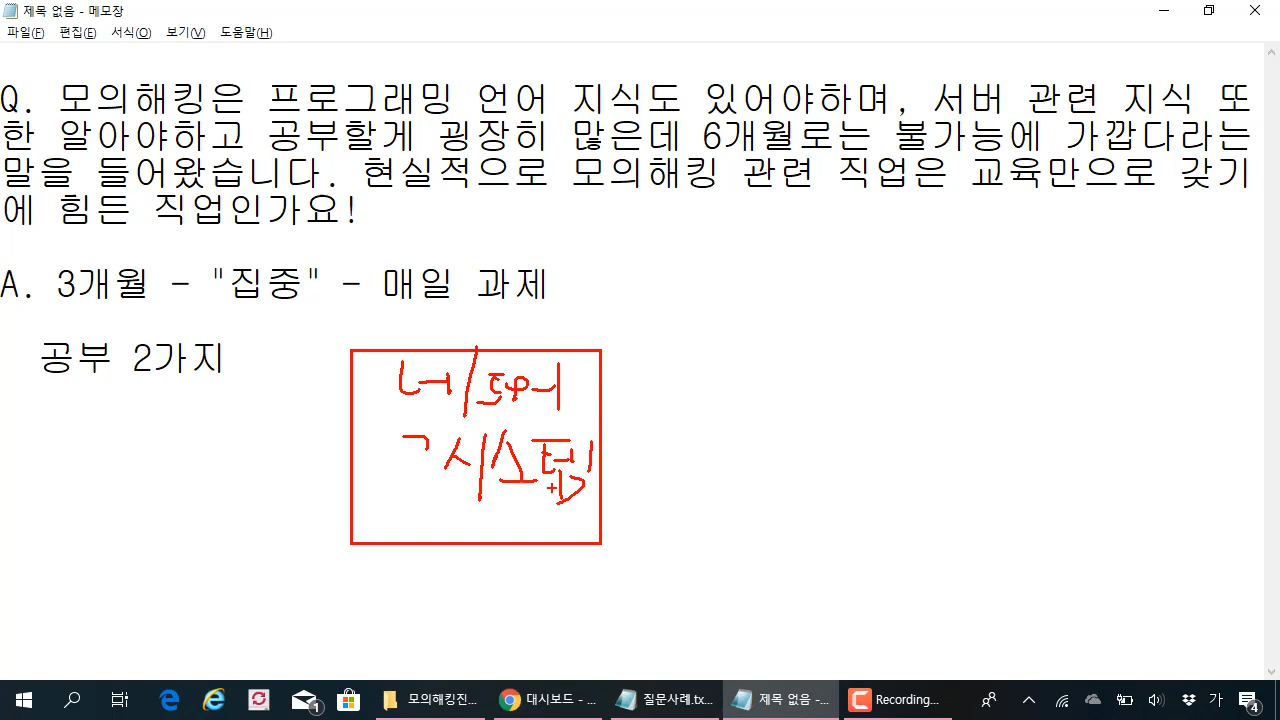 제목 없음 - 메모장
파일(F) 편집(E) 서식(O) 보기(V) 도움말(H)
Q. 모의해킹은 프로그래밍 언어 지식도 있어야하며, 서버 관련 지식 또
한 알아야하고 공부할게 굉장히 많은데 6개월로는 불가능에 가깝다라는
말을 들어왔습니다. 현실적으로 모의해킹 관련 직업은 교육만으로 갖기
에 힘든 직업인가요!
A. 3개월 - "집중" - 매일 과제
공부 2가지
시스템
모의해킹진... 대시보드 - ... 질문사례.tx... 제목 없음 -... Recording... 가
1
4